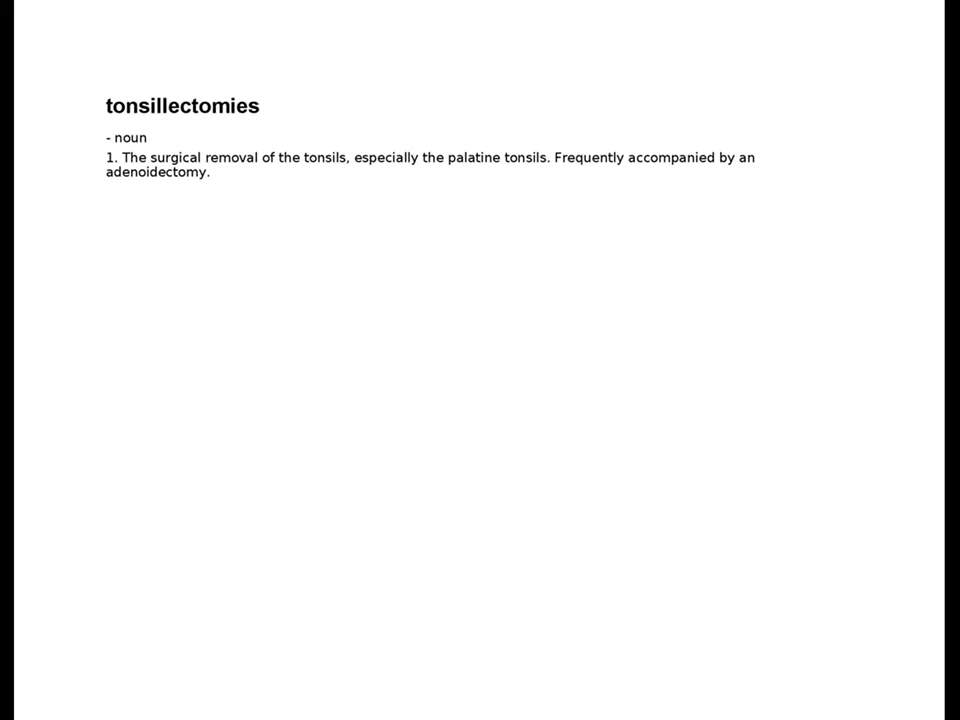 tonsillectomies
- noun
1. The surgical removal of the tonsils, especially the palatine tonsils. Frequently accompanied by an
adenoidectomy.